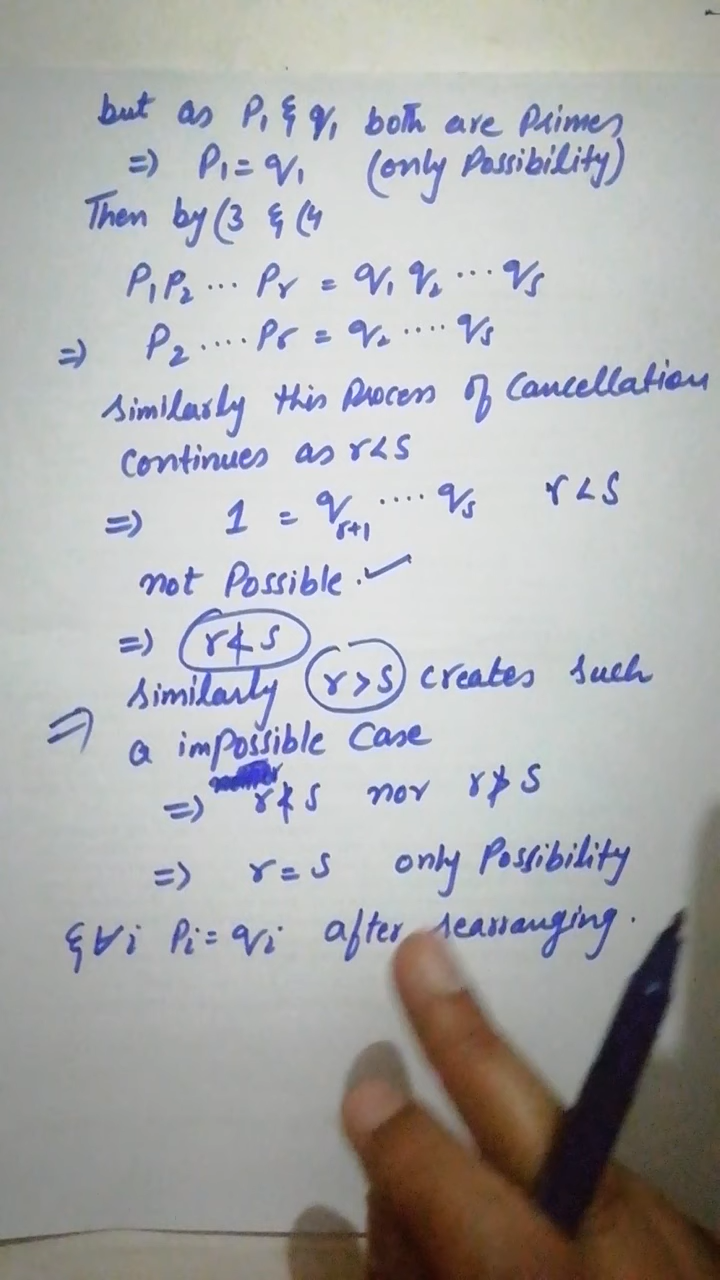 but as P₁ & q₁ both are Primes
=> P₁ = q₁ (only Possibility)
Then by (3 & (4
P₁P₂ ... Pr = q₁ q₂ ... qs
=> P₂ .... Pr = q₂ .... qs
Similarly this Process of Cancellation
Continues as r<s
=> 1 = q_{r+1} .... qs r<s
not Possible. ✓
=> r≮s
Similarly r>s creates such
=> a impossible Case
=> r≮s nor r≯s
=> r=s only Possibility
& ∀i Pi = qi after rearranging.